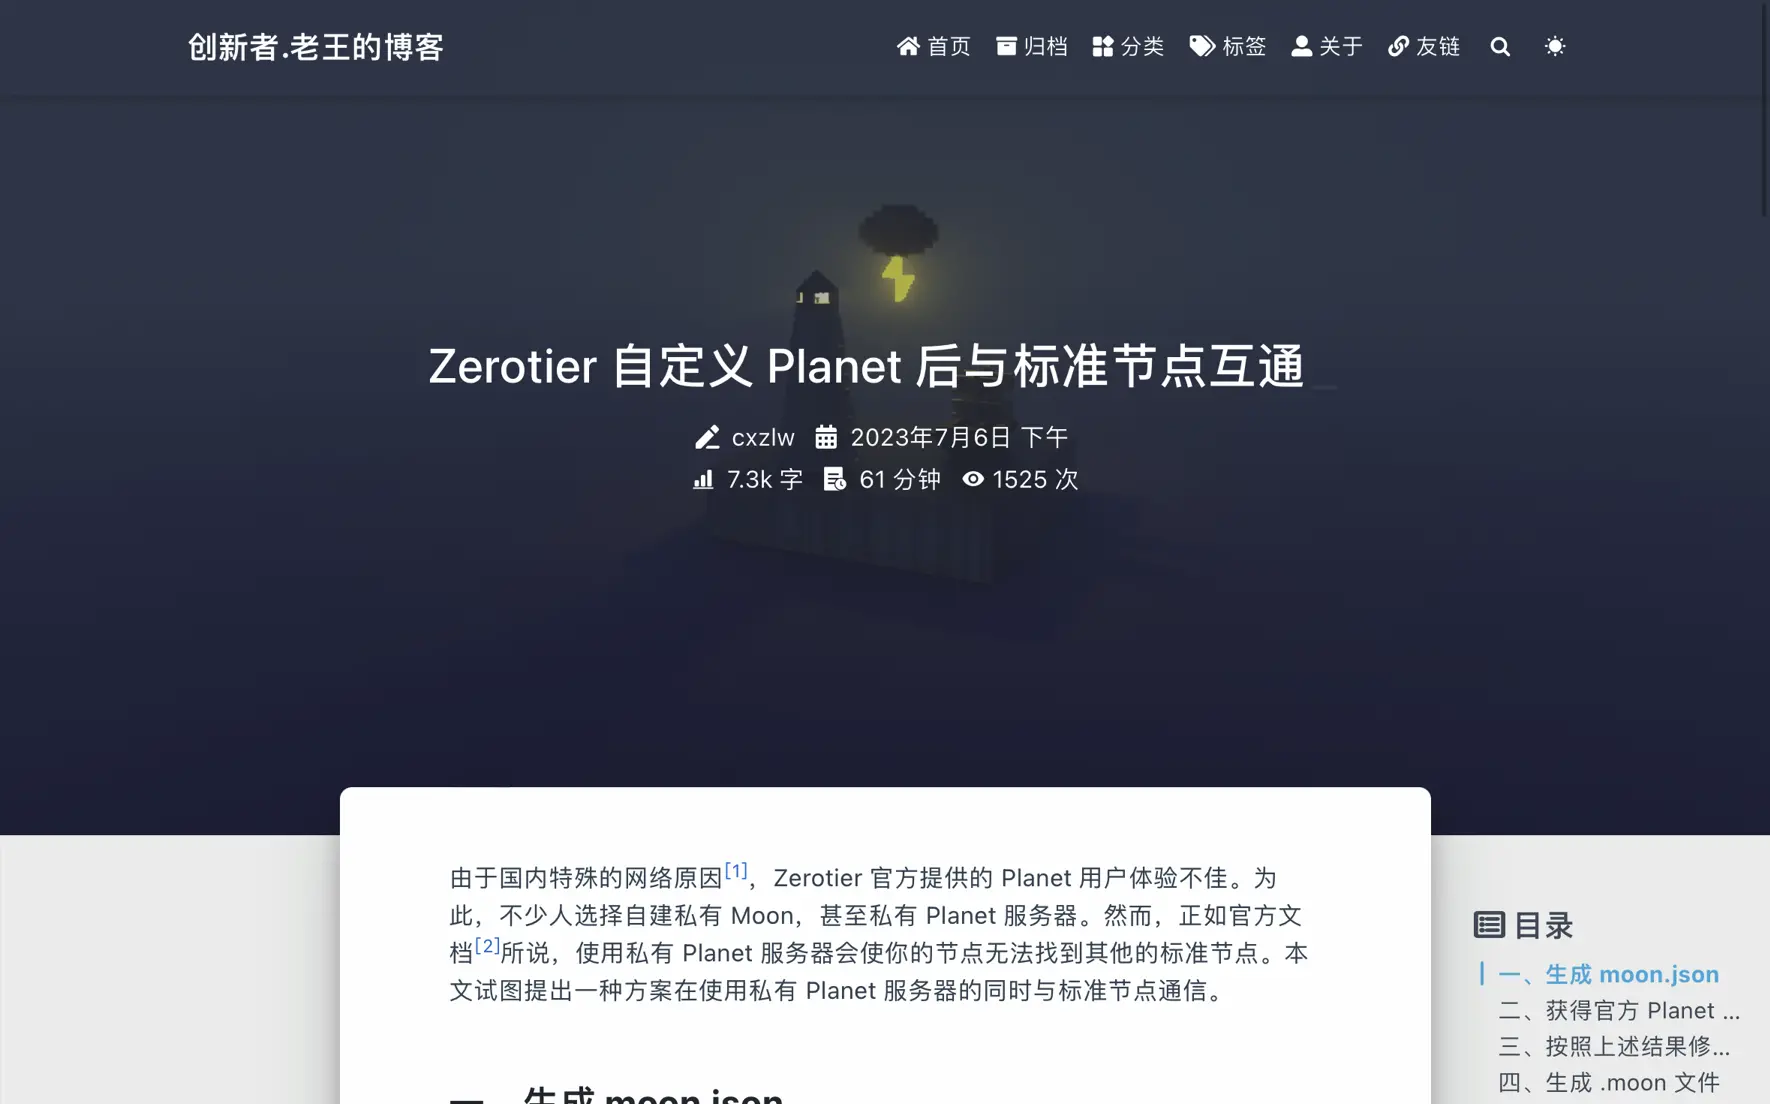 创新者.老王的博客
首页 归档 分类 标签 关于 友链
Zerotier 自定义 Planet 后与标准节点互通_
cxzlw 2023年7月6日 下午
7.3k 字 61 分钟 1525 次
由于国内特殊的网络原因[1]，Zerotier 官方提供的 Planet 用户体验不佳。为
此，不少人选择自建私有 Moon，甚至私有 Planet 服务器。然而，正如官方文
档[2]所说，使用私有 Planet 服务器会使你的节点无法找到其他的标准节点。本
文试图提出一种方案在使用私有 Planet 服务器的同时与标准节点通信。
一、生成 moon.json
目录
一、生成 moon.json
二、获得官方 Planet ...
三、按照上述结果修...
四、生成 .moon 文件